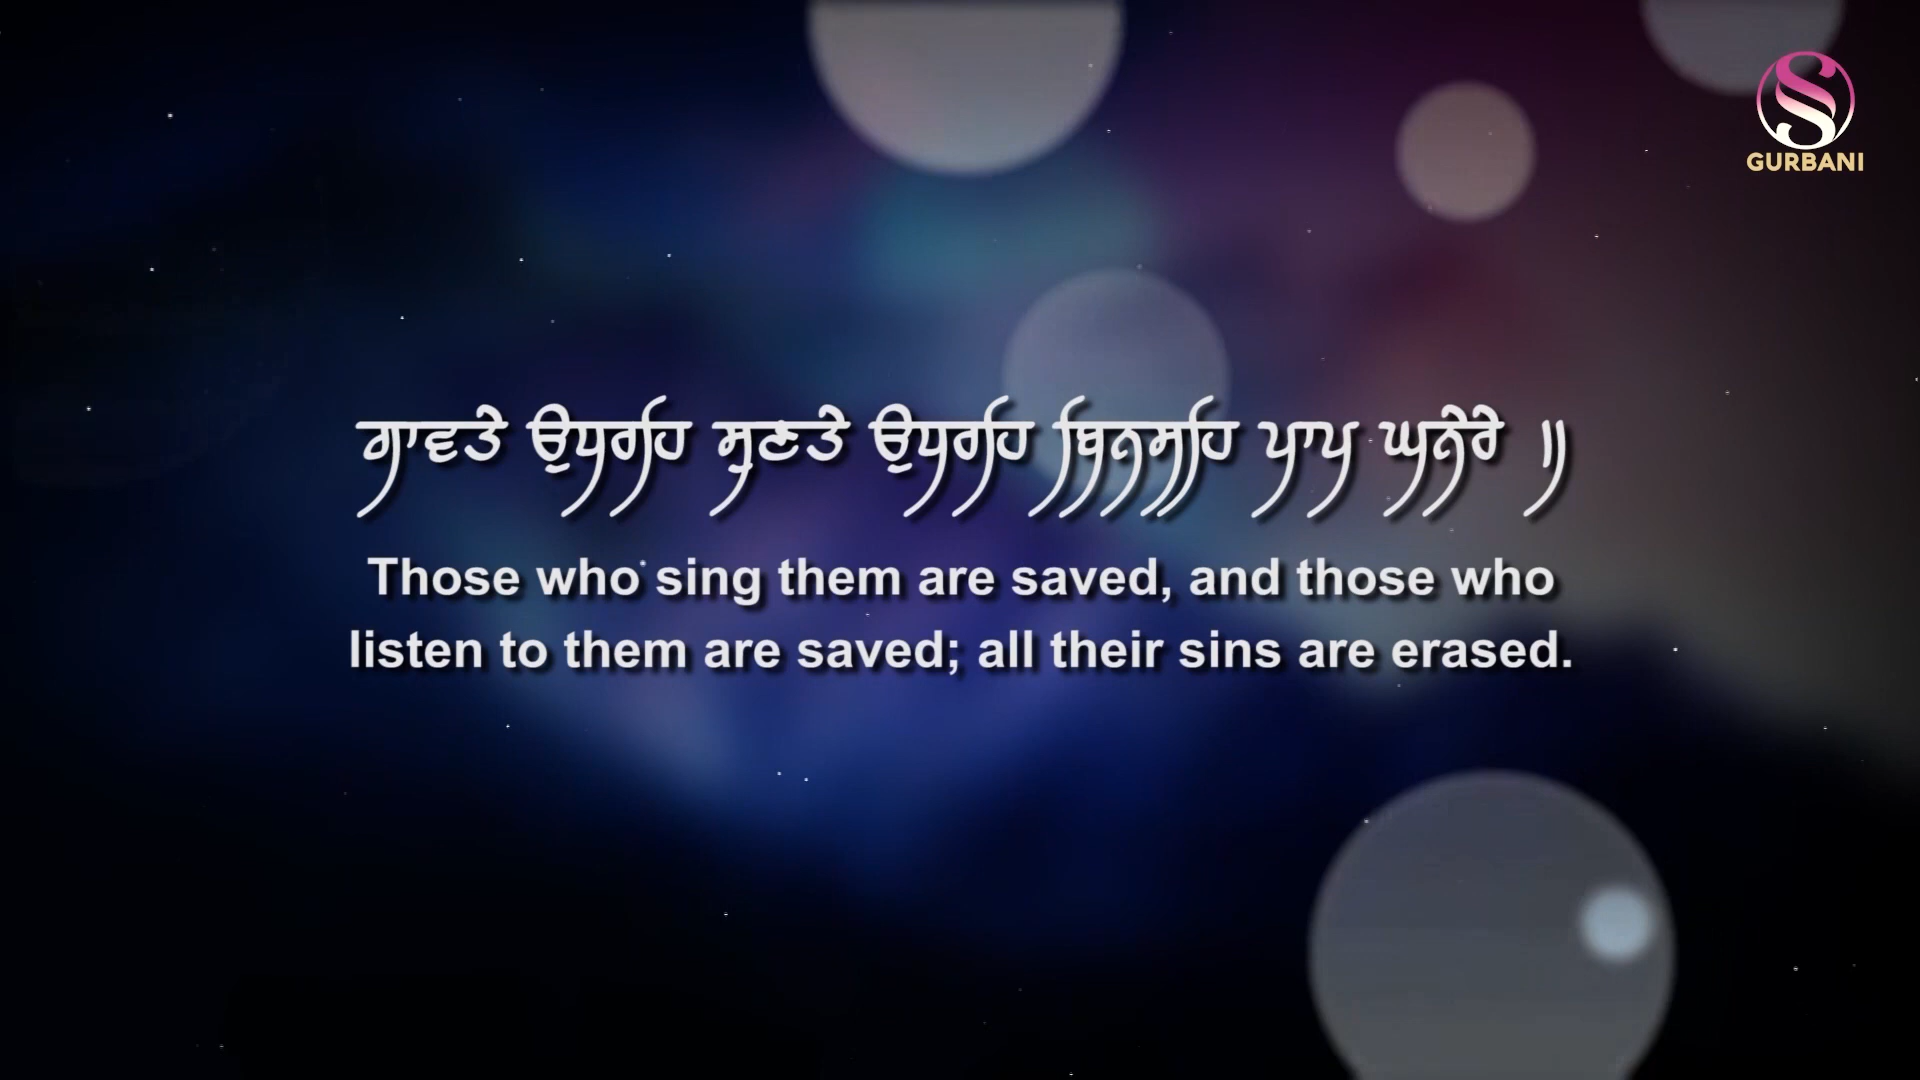 GURBANI
ਗਾਵਤੇ ਉਧਰਹਿ ਸੁਣਤੇ ਉਧਰਹਿ ਬਿਨਸਹਿ ਪਾਪ ਘਨੇਰੇ ॥
Those who sing them are saved, and those who
listen to them are saved; all their sins are erased.